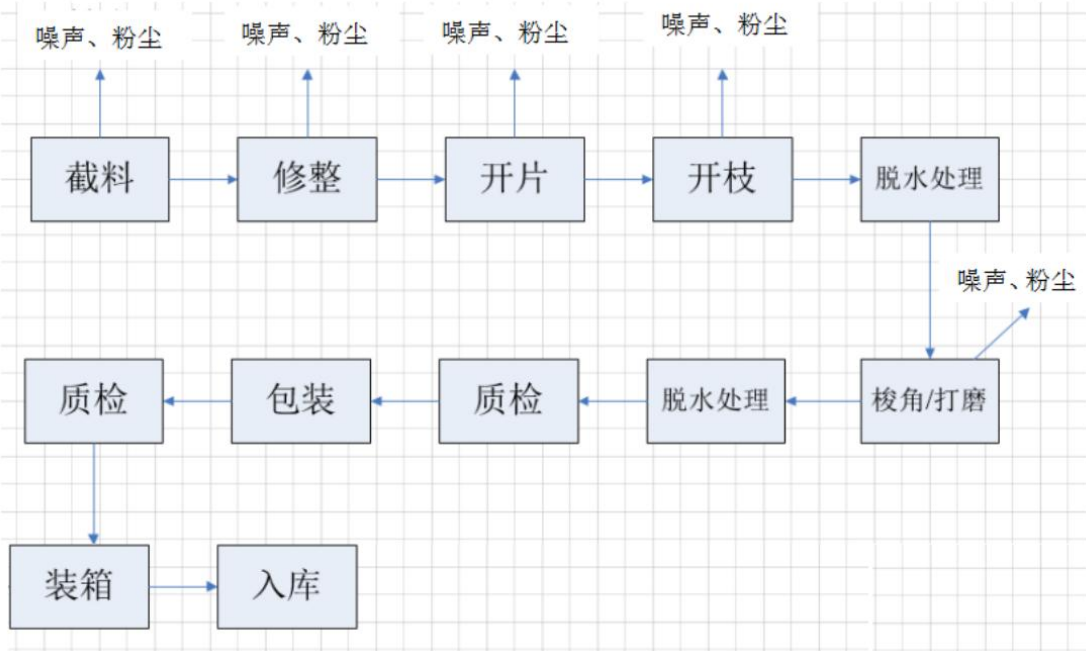 噪声、粉尘
噪声、粉尘
噪声、粉尘
噪声、粉尘
截料
修整
开片
开枝
脱水处理
噪声、粉尘
质检
包装
质检
脱水处理
梭角/打磨
装箱
入库